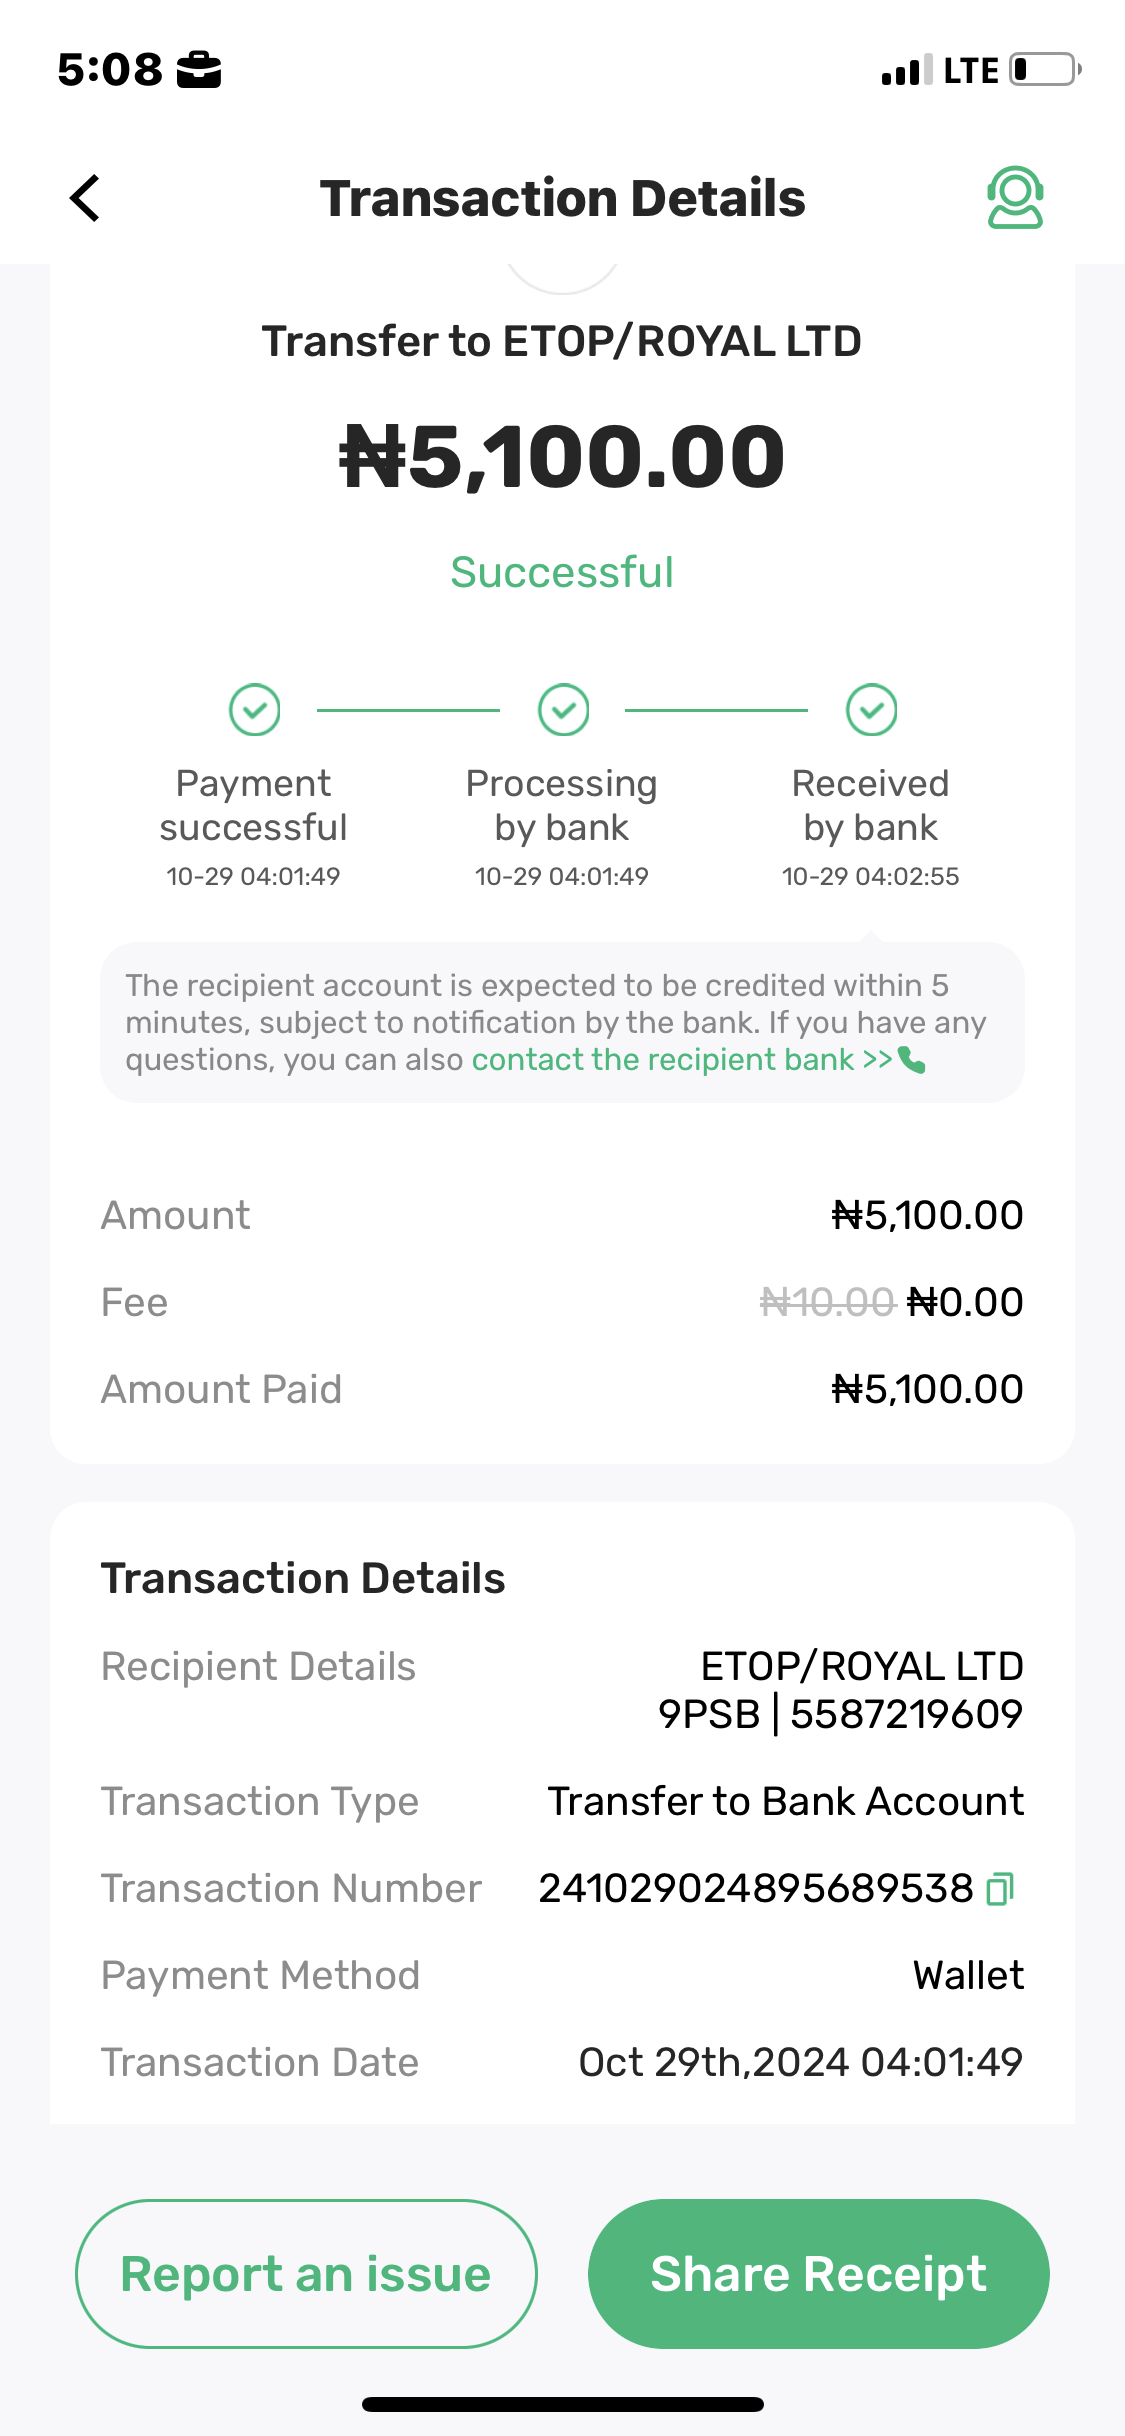 5:08
LTE
Transaction Details
Transfer to ETOP/ROYAL LTD
₦5,100.00
Successful
Payment successful
10-29 04:01:49
Processing by bank
10-29 04:01:49
Received by bank
10-29 04:02:55
The recipient account is expected to be credited within 5
minutes, subject to notification by the bank. If you have any
questions, you can also contact the recipient bank >>
Amount ₦5,100.00
Fee ₦10.00 ₦0.00
Amount Paid ₦5,100.00
Transaction Details
Recipient Details ETOP/ROYAL LTD
9PSB | 5587219609
Transaction Type Transfer to Bank Account
Transaction Number 241029024895689538
Payment Method Wallet
Transaction Date Oct 29th,2024 04:01:49
Report an issue
Share Receipt